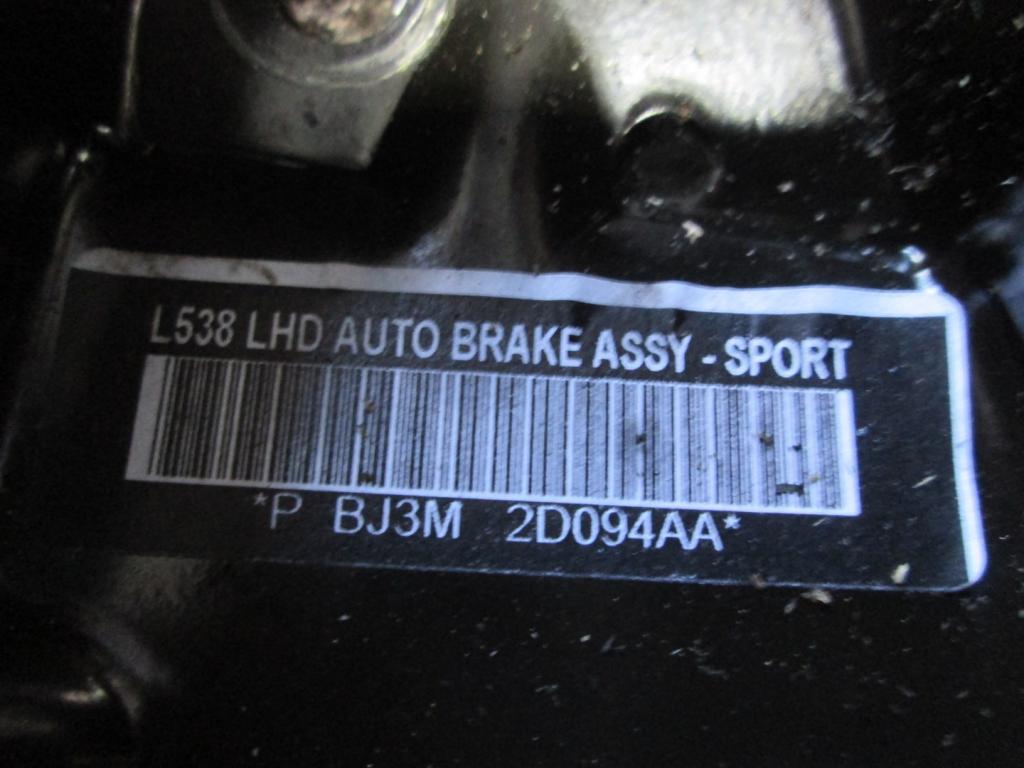 L538 LHD AUTO BRAKE ASSY - SPORT
*P BJ3M 2D094AA*